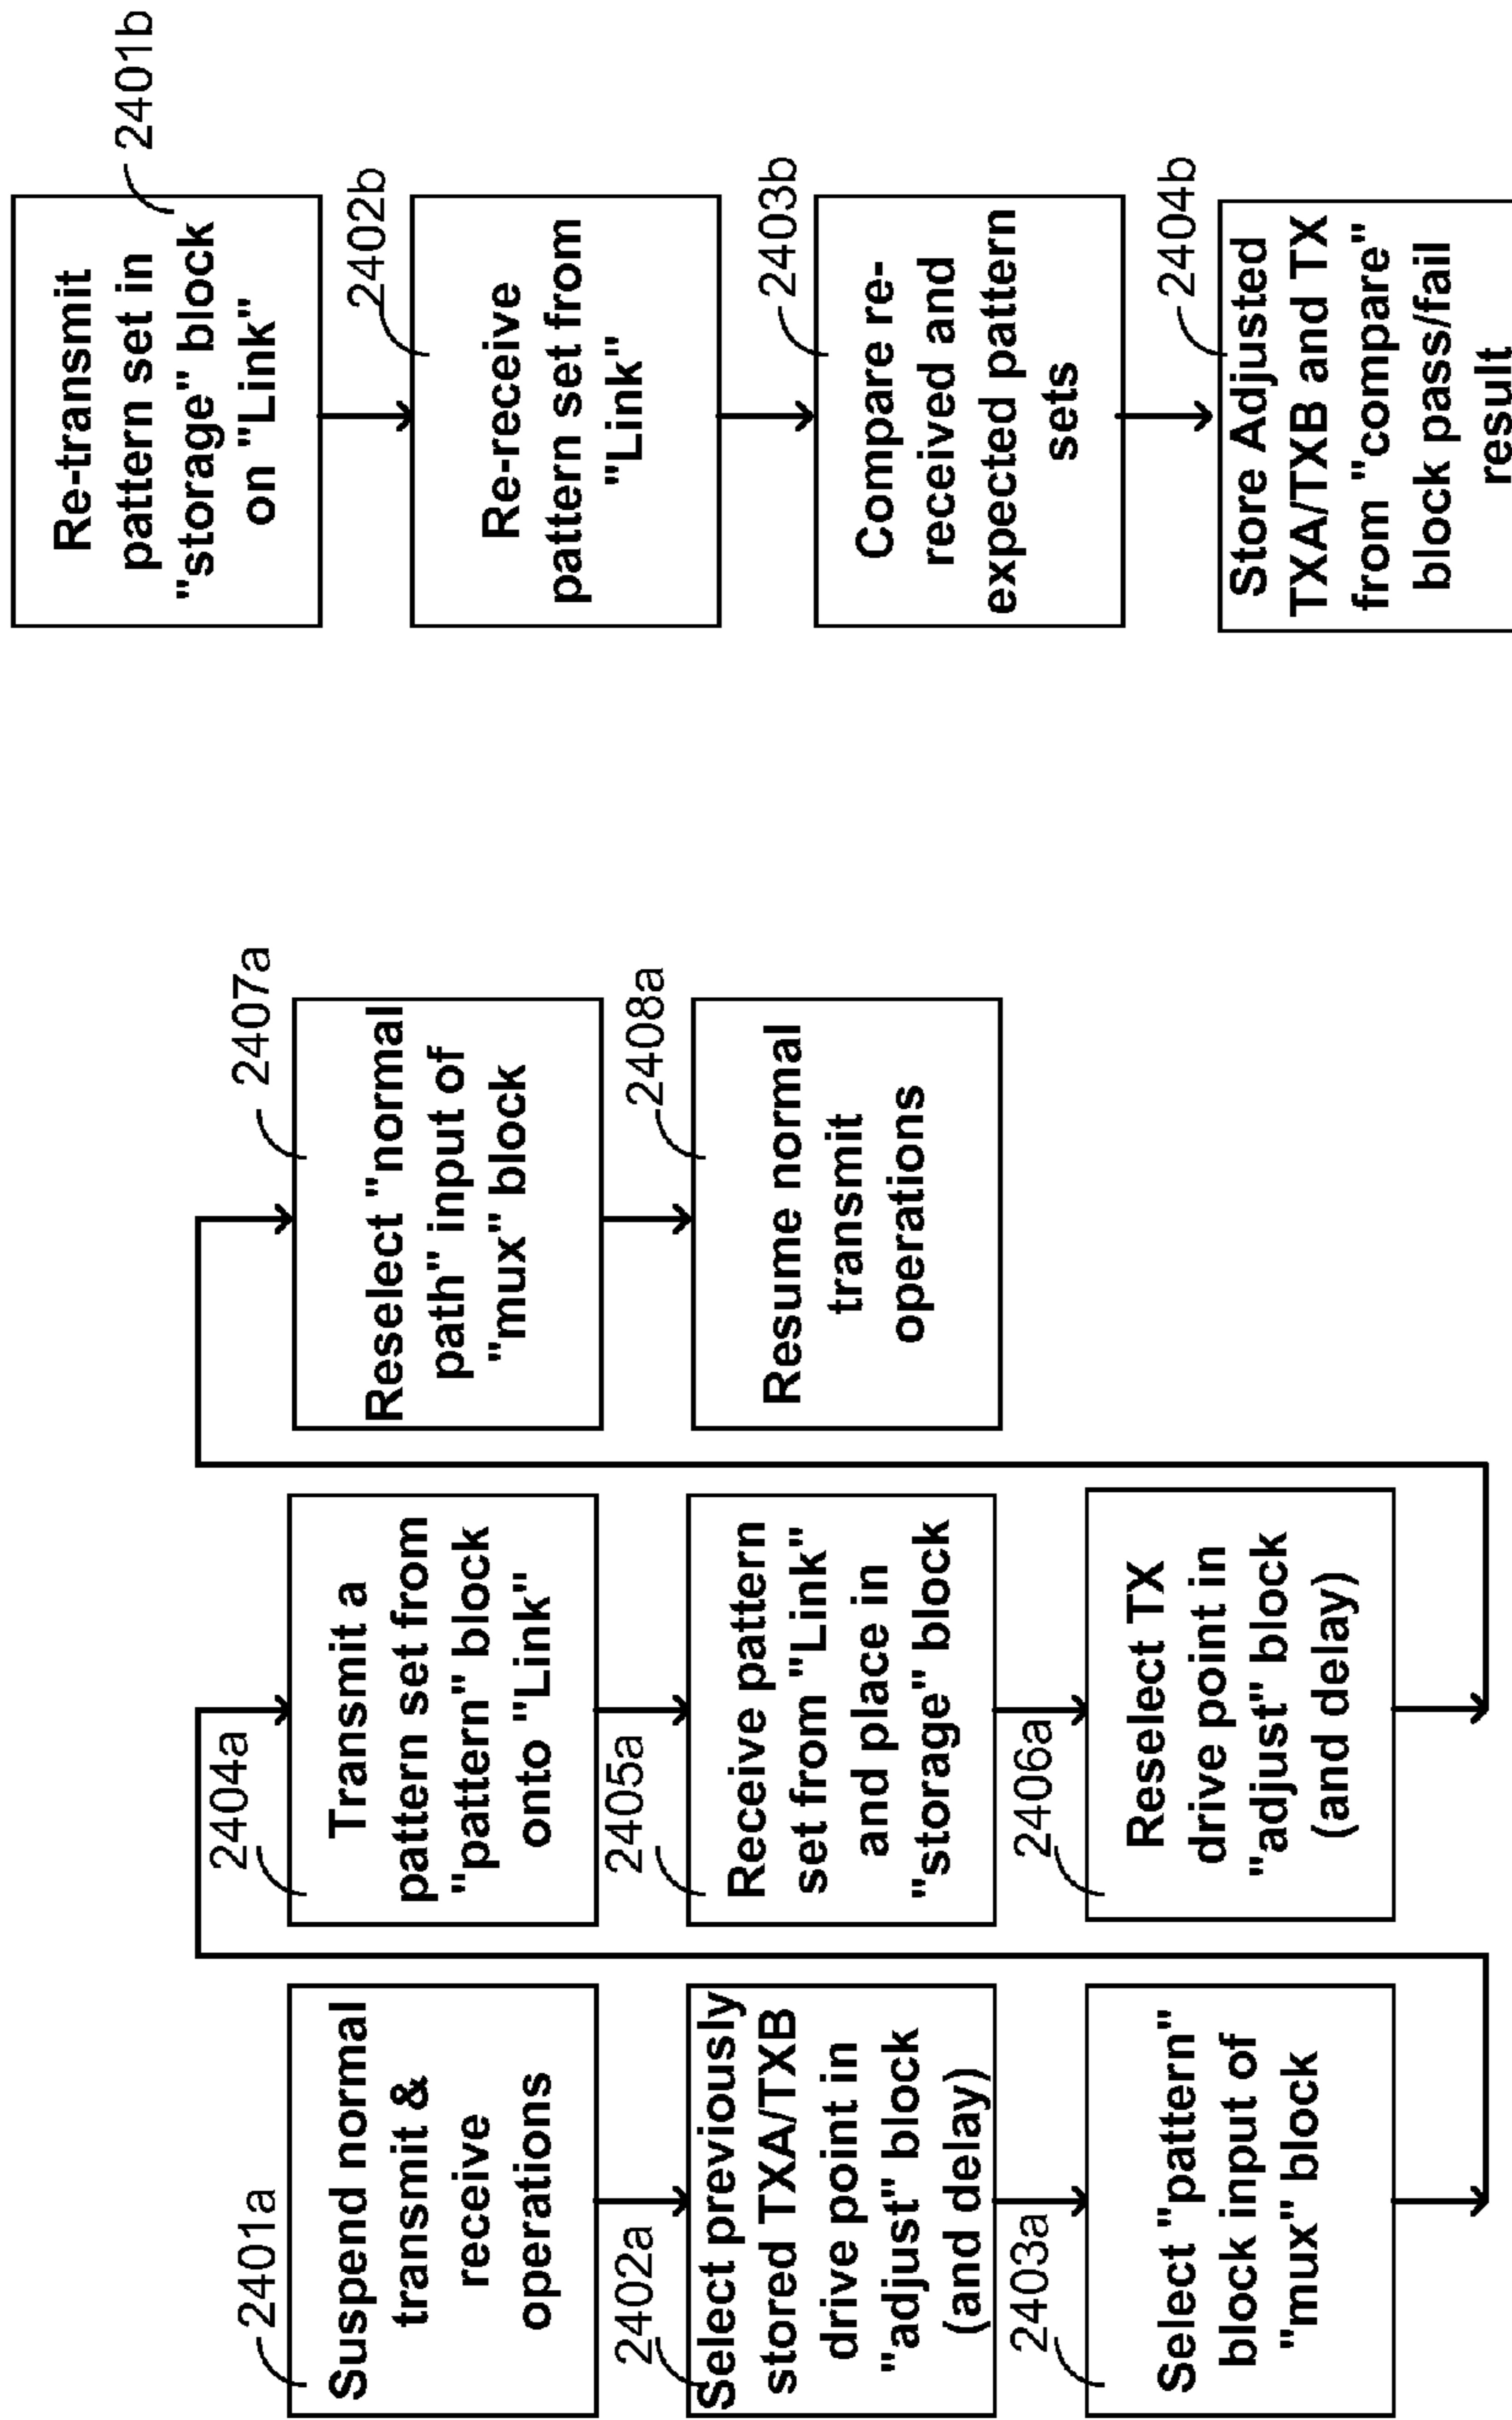 2401a
Suspend normal
transmit &
receive
operations
2402a
Select previously
stored TXA/TXB
drive point in
"adjust" block
(and delay)
2403a
Select "pattern"
block input of
"mux" block
2404a
Transmit a
pattern set from
"pattern" block
onto "Link"
2405a
Receive pattern
set from "Link"
and place in
"storage" block
2406a
Reselect TX
drive point in
"adjust" block
(and delay)
2407a
Reselect "normal
path" input of
"mux" block
2408a
Resume normal
transmit
operations
2401b
Re-transmit
pattern set in
"storage" block
on "Link"
2402b
Re-receive
pattern set from
"Link"
2403b
Compare re-
received and
expected pattern
sets
2404b
Store Adjusted
TXA/TXB and TX
from "compare"
block pass/fail
result